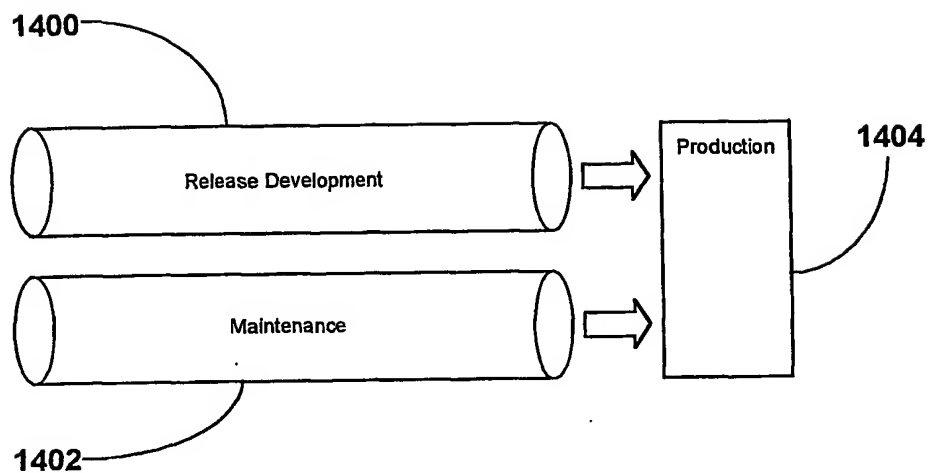 1400
Release Development
Production
1404
Maintenance
1402